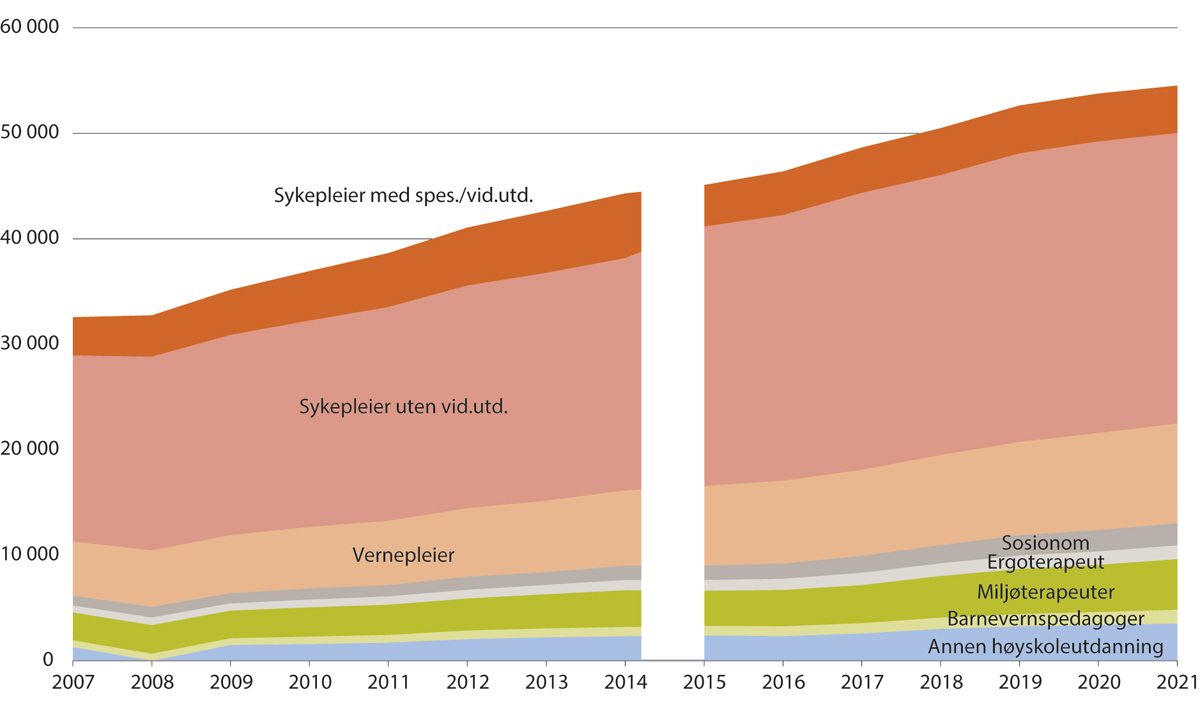 60 000
50 000
Sykepleier med spes./vid.utd.
40 000
30 000
Sykepleier uten vid.utd.
20 000
Vernepleier
10 000
Sosionom
Ergoterapeut
Miljøterapeuter
Barnevernspedagoger
Annen høyskoleutdanning
0
2007 2008 2009 2010 2011 2012 2013 2014 2015 2016 2017 2018 2019 2020 2021